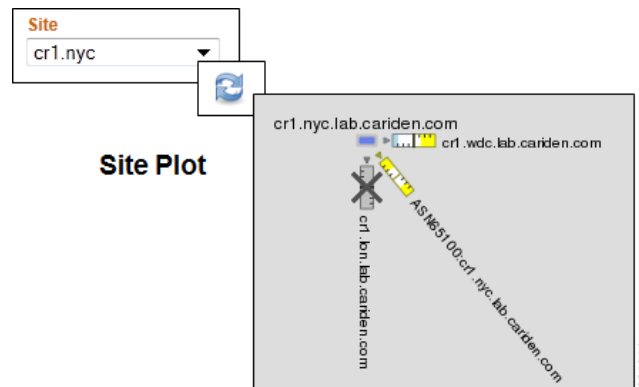 Site
cr1.nyc
Site Plot
cr1.nyc.lab.cariden.com
cr1.wdc.lab.cariden.com
ASN65100:cr1.nyc.lab.cariden.com
cr1.lon.lab.cariden.com